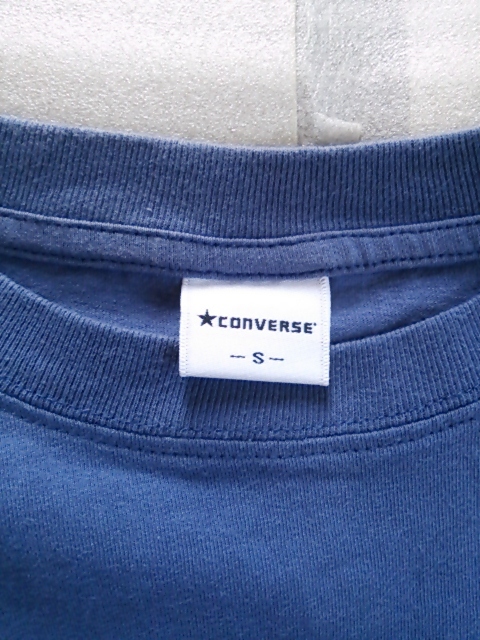 ★CONVERSE®
— S —